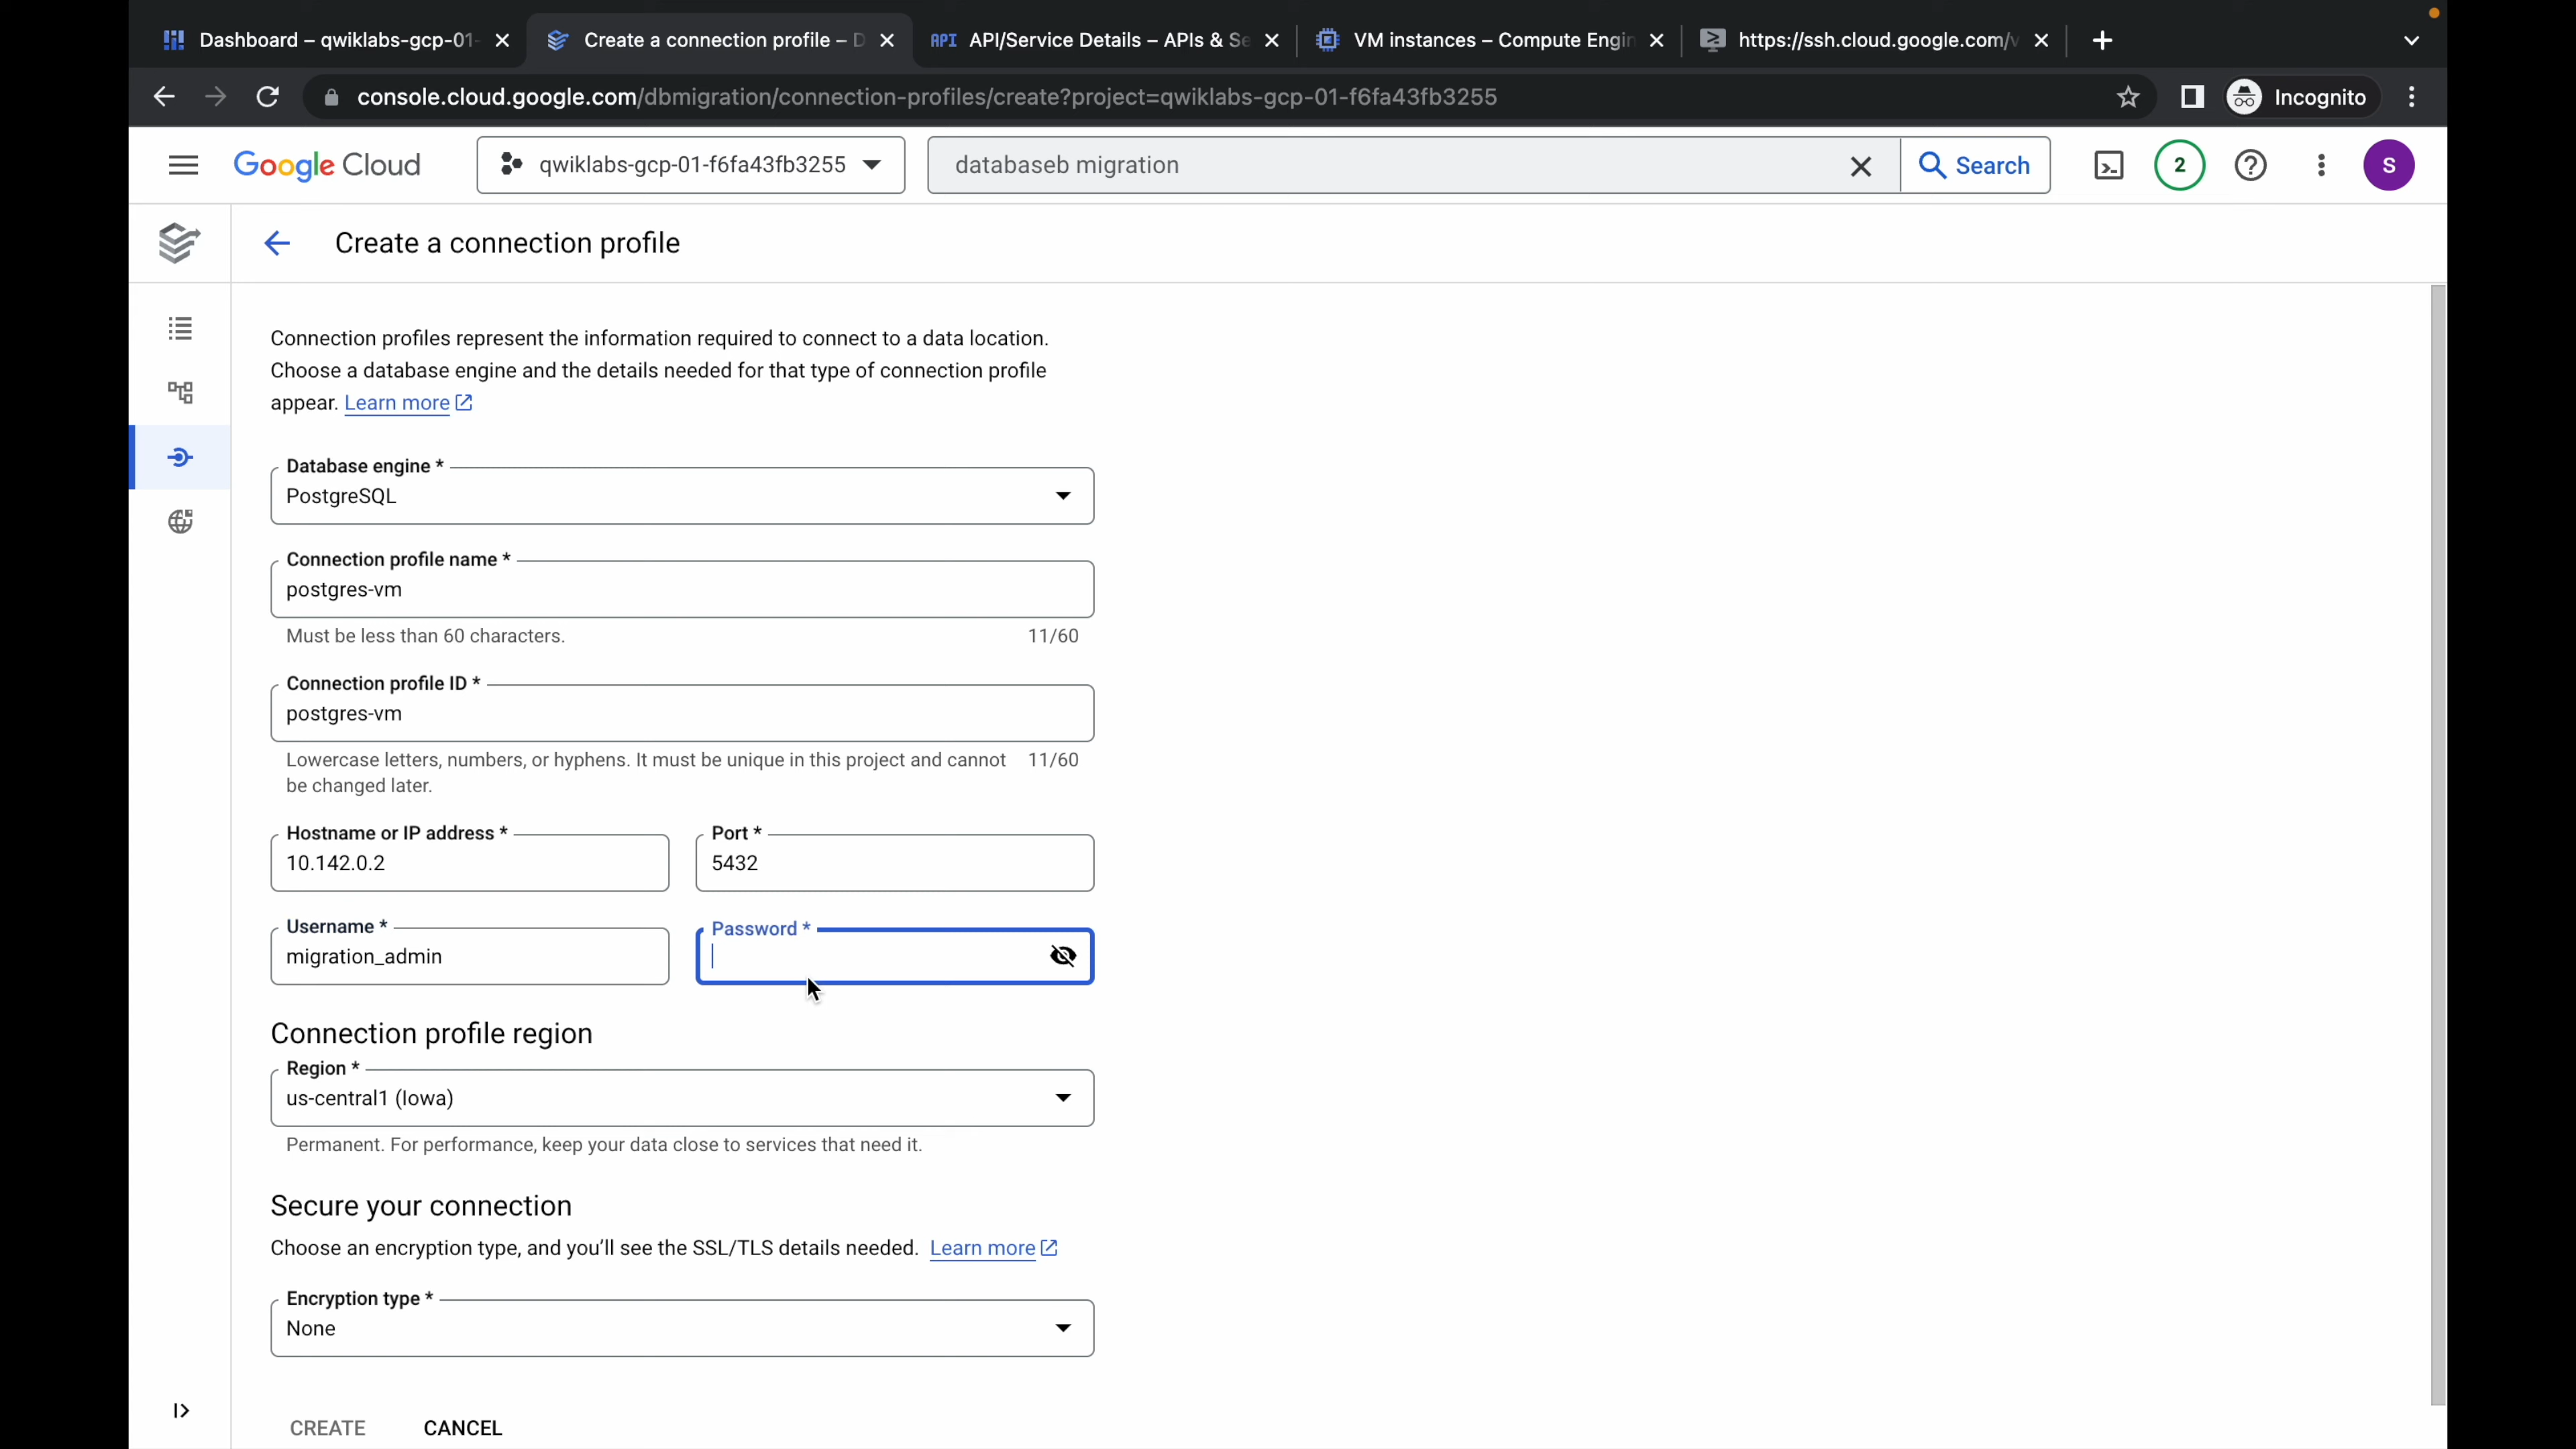 Dashboard – qwiklabs-gcp-01-
Create a connection profile – D
API API/Service Details – APIs & Se
VM instances – Compute Engin
https://ssh.cloud.google.com/v
console.cloud.google.com/dbmigration/connection-profiles/create?project=qwiklabs-gcp-01-f6fa43fb3255
Incognito
Google Cloud
qwiklabs-gcp-01-f6fa43fb3255
databaseb migration
Search
2
S
Create a connection profile
Connection profiles represent the information required to connect to a data location.
Choose a database engine and the details needed for that type of connection profile
appear. Learn more
Database engine *
PostgreSQL
Connection profile name *
postgres-vm
Must be less than 60 characters. 11/60
Connection profile ID *
postgres-vm
Lowercase letters, numbers, or hyphens. It must be unique in this project and cannot 11/60
be changed later.
Hostname or IP address * Port *
10.142.0.2 5432
Username * Password *
migration_admin
Connection profile region
Region *
us-central1 (Iowa)
Permanent. For performance, keep your data close to services that need it.
Secure your connection
Choose an encryption type, and you'll see the SSL/TLS details needed. Learn more
Encryption type *
None
CREATE CANCEL